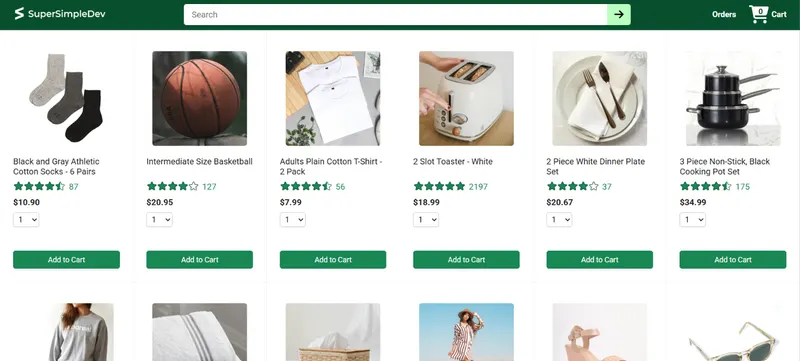 SuperSimpleDev
Search
Orders
0
Cart
Black and Gray Athletic
Cotton Socks - 6 Pairs
87
$10.90
1
Add to Cart
Intermediate Size Basketball
127
$20.95
1
Add to Cart
Adults Plain Cotton T-Shirt -
2 Pack
56
$7.99
1
Add to Cart
2 Slot Toaster - White
2197
$18.99
1
Add to Cart
2 Piece White Dinner Plate
Set
37
$20.67
1
Add to Cart
3 Piece Non-Stick, Black
Cooking Pot Set
175
$34.99
1
Add to Cart